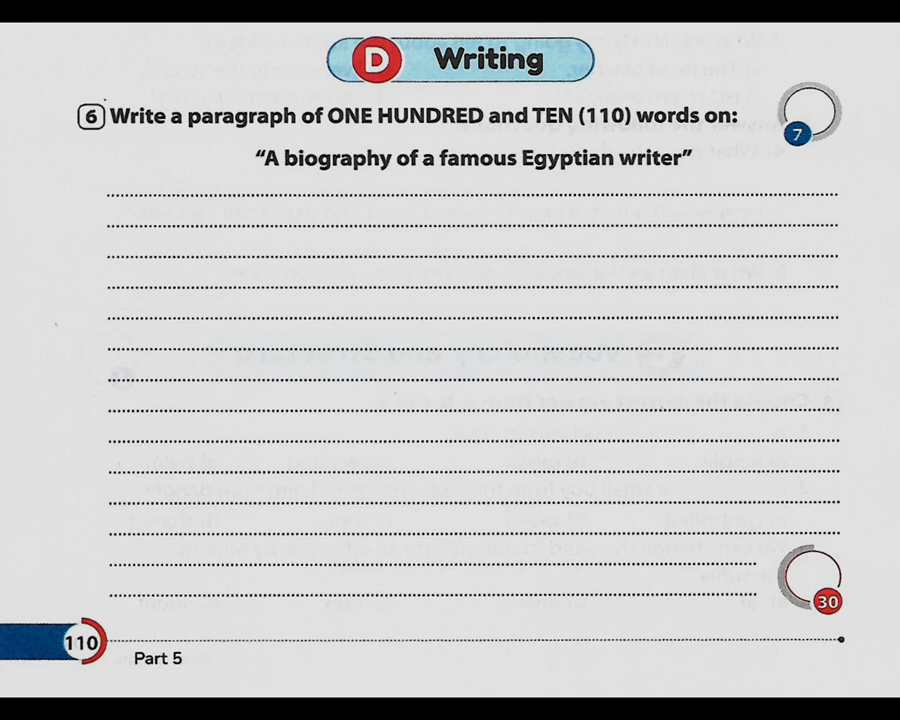 D Writing
6 Write a paragraph of ONE HUNDRED and TEN (110) words on:
7
“A biography of a famous Egyptian writer”
30
110
Part 5